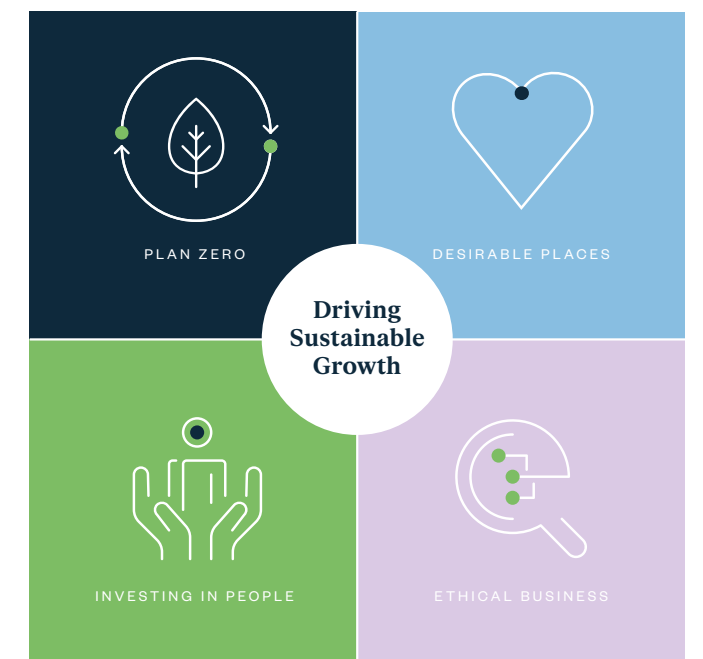 PLAN ZERO
DESIRABLE PLACES
Driving
Sustainable
Growth
INVESTING IN PEOPLE
ETHICAL BUSINESS